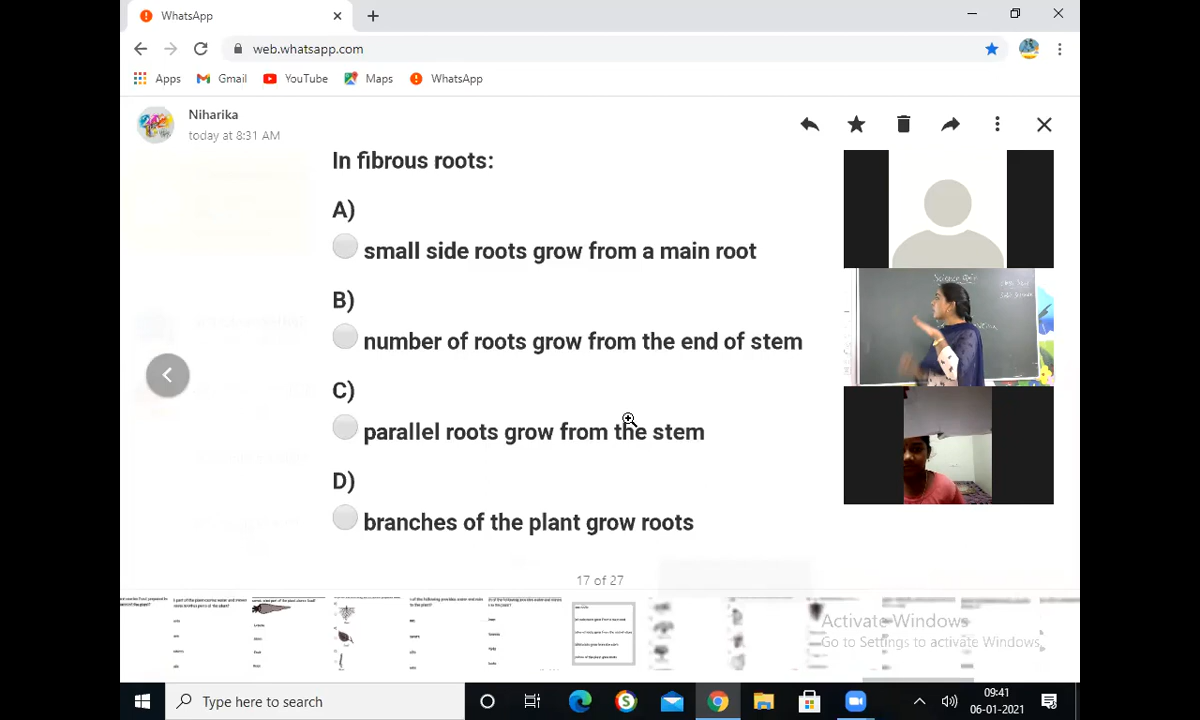 WhatsApp
web.whatsapp.com
Apps
Gmail
YouTube
Maps
WhatsApp
Niharika
today at 8:31 AM
In fibrous roots:
A)
small side roots grow from a main root
B)
number of roots grow from the end of stem
C)
parallel roots grow from the stem
D)
branches of the plant grow roots
Science Quiz
17 of 27
Activate Windows
Go to Settings to activate Windows.
Type here to search
09:41
06-01-2021